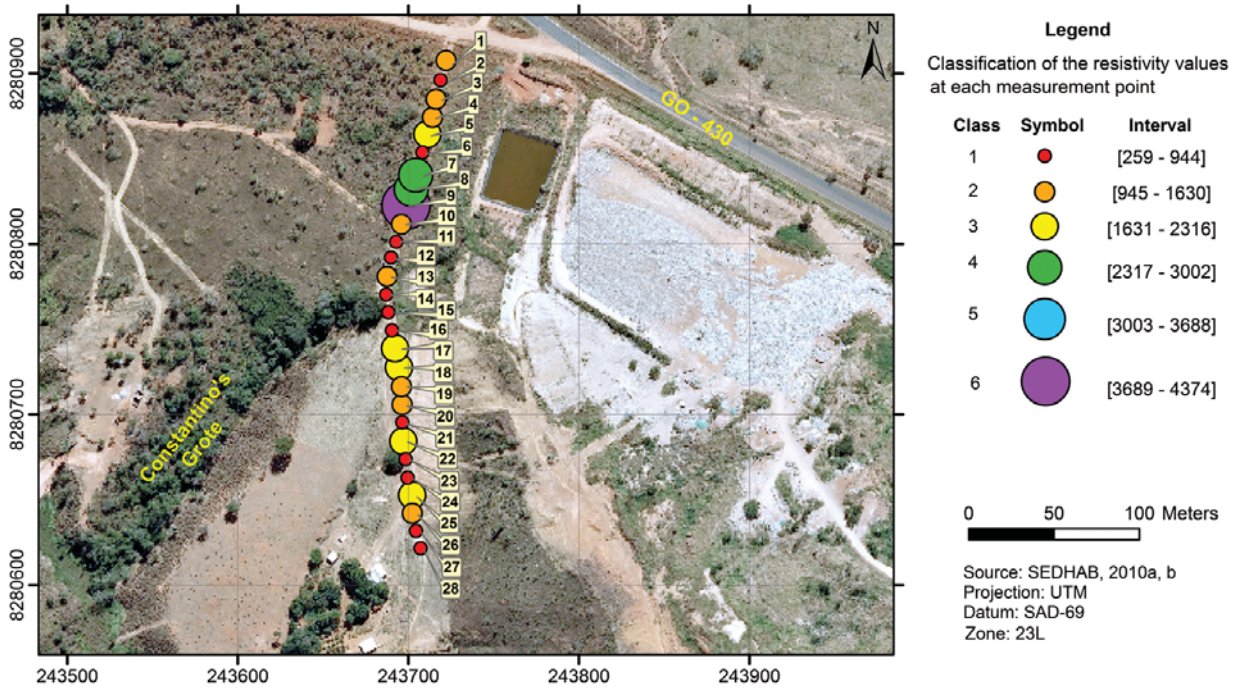 8280900
8280800
8280700
8280600
243500
243600
243700
243800
243900
N
GO - 430
Constantino's
Grote
1
2
3
4
5
6
7
8
9
10
11
12
13
14
15
16
17
18
19
20
21
22
23
24
25
26
27
28
Legend
Classification of the resistivity values
at each measurement point
Class Symbol Interval
1 [259 - 944]
2 [945 - 1630]
3 [1631 - 2316]
4 [2317 - 3002]
5 [3003 - 3688]
6 [3689 - 4374]
0 50 100 Meters
Source: SEDHAB, 2010a, b
Projection: UTM
Datum: SAD-69
Zone: 23L